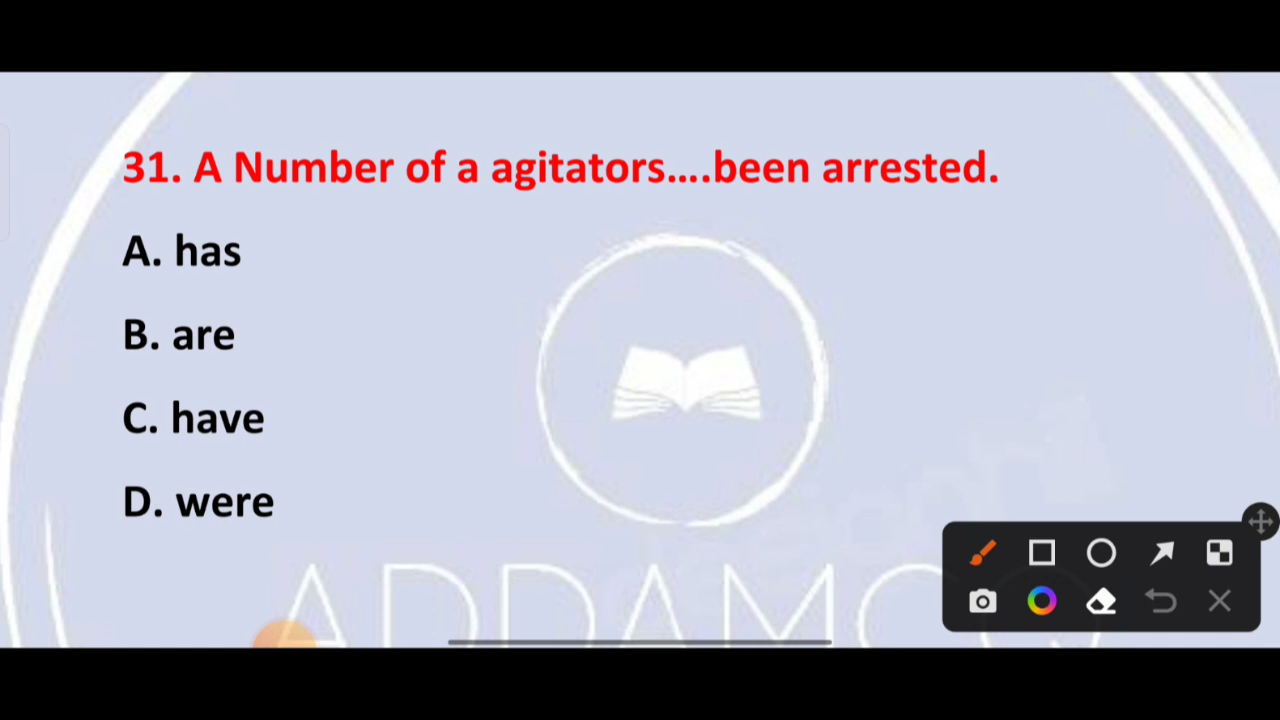 31. A Number of a agitators....been arrested.
A. has
B. are
C. have
D. were